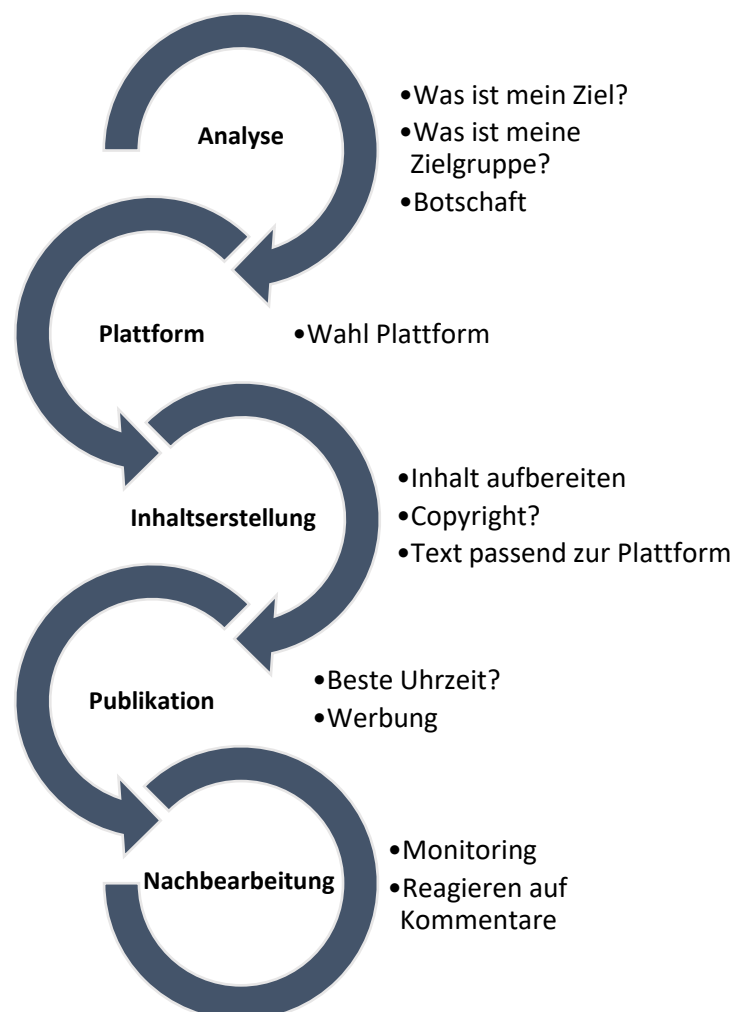 Analyse
•Was ist mein Ziel?
•Was ist meine
Zielgruppe?
•Botschaft
Plattform
•Wahl Plattform
Inhaltserstellung
•Inhalt aufbereiten
•Copyright?
•Text passend zur Plattform
Publikation
•Beste Uhrzeit?
•Werbung
Nachbearbeitung
•Monitoring
•Reagieren auf
Kommentare